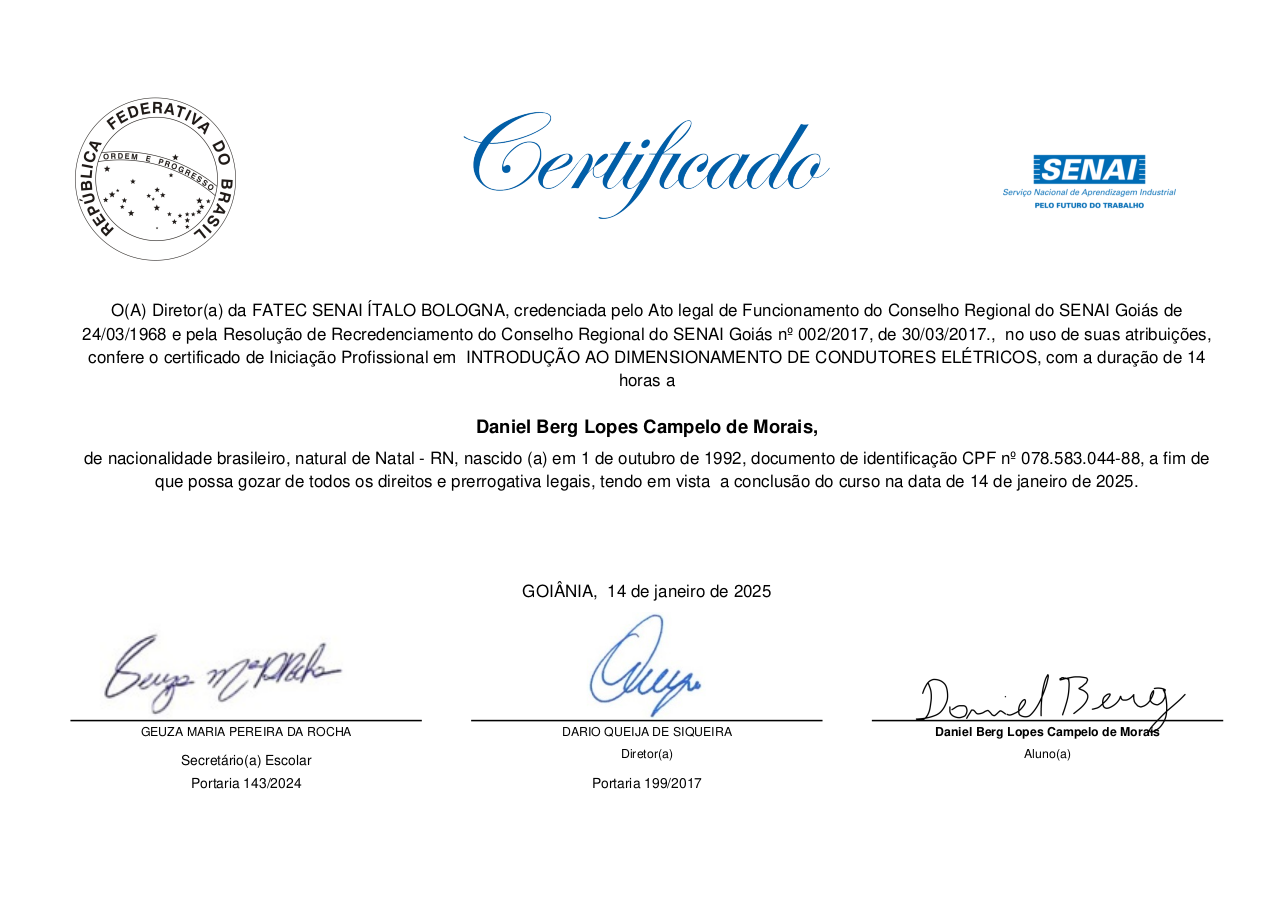 REPÚBLICA FEDERATIVA DO BRASIL
ORDEM E PROGRESSO
Certificado
SENAI
Serviço Nacional de Aprendizagem Industrial
PELO FUTURO DO TRABALHO
O(A) Diretor(a) da FATEC SENAI ÍTALO BOLOGNA, credenciada pelo Ato legal de Funcionamento do Conselho Regional do SENAI Goiás de
24/03/1968 e pela Resolução de Recredenciamento do Conselho Regional do SENAI Goiás nº 002/2017, de 30/03/2017., no uso de suas atribuições,
confere o certificado de Iniciação Profissional em INTRODUÇÃO AO DIMENSIONAMENTO DE CONDUTORES ELÉTRICOS, com a duração de 14
horas a
Daniel Berg Lopes Campelo de Morais,
de nacionalidade brasileiro, natural de Natal - RN, nascido (a) em 1 de outubro de 1992, documento de identificação CPF nº 078.583.044-88, a fim de
que possa gozar de todos os direitos e prerrogativa legais, tendo em vista a conclusão do curso na data de 14 de janeiro de 2025.
GOIÂNIA, 14 de janeiro de 2025
Daniel Berg
GEUZA MARIA PEREIRA DA ROCHA
Secretário(a) Escolar
Portaria 143/2024
DARIO QUEIJA DE SIQUEIRA
Diretor(a)
Portaria 199/2017
Daniel Berg Lopes Campelo de Morais
Aluno(a)